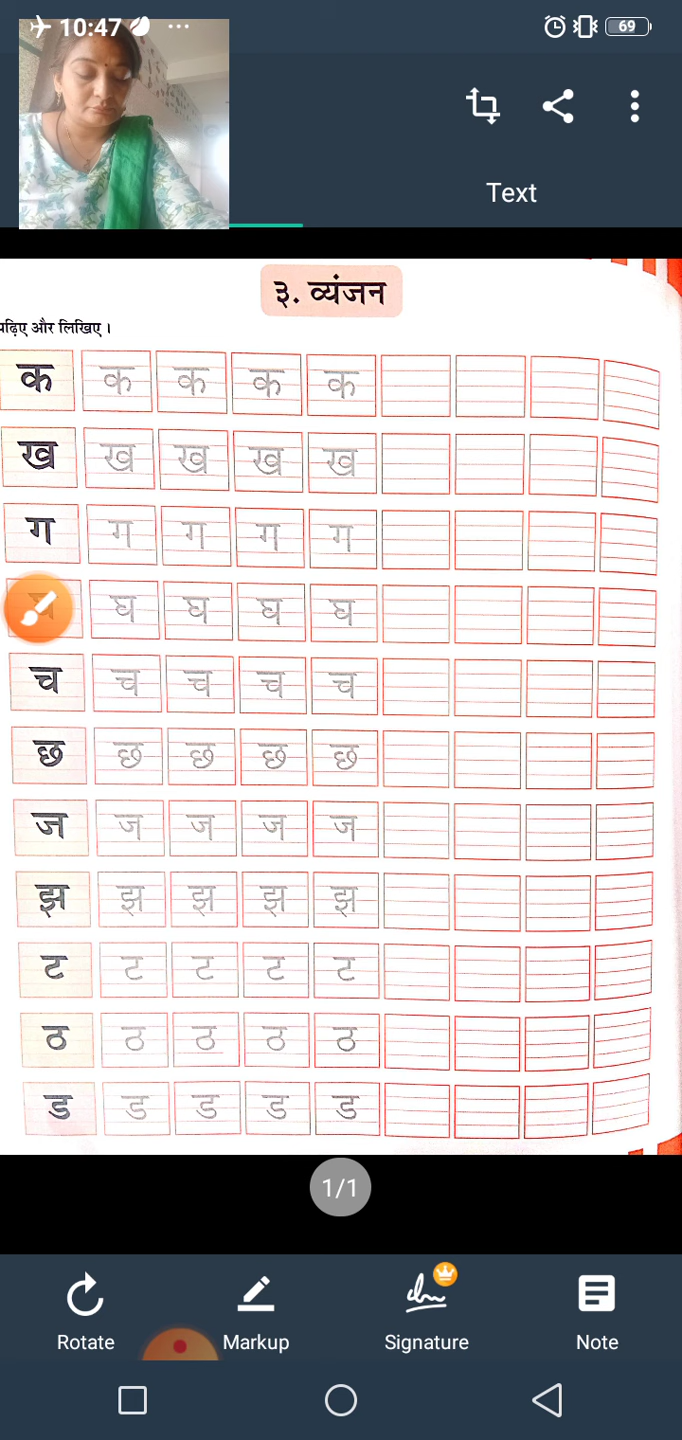 10:47
69
Text
३. व्यंजन
पढ़िए और लिखिए।
क क क क क
ख ख ख ख ख
ग ग ग ग ग
घ घ घ घ घ
च च च च च
छ छ छ छ छ
ज ज ज ज ज
झ झ झ झ झ
ट ट ट ट ट
ठ ठ ठ ठ ठ
ड ड ड ड ड
1/1
Rotate Markup Signature Note